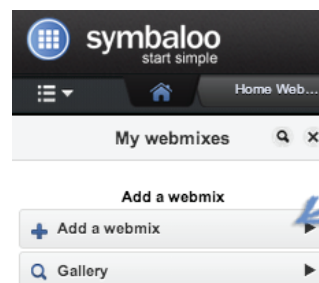 symbaloo
start simple
Home Web...
My webmixes
Add a webmix
Add a webmix
Gallery